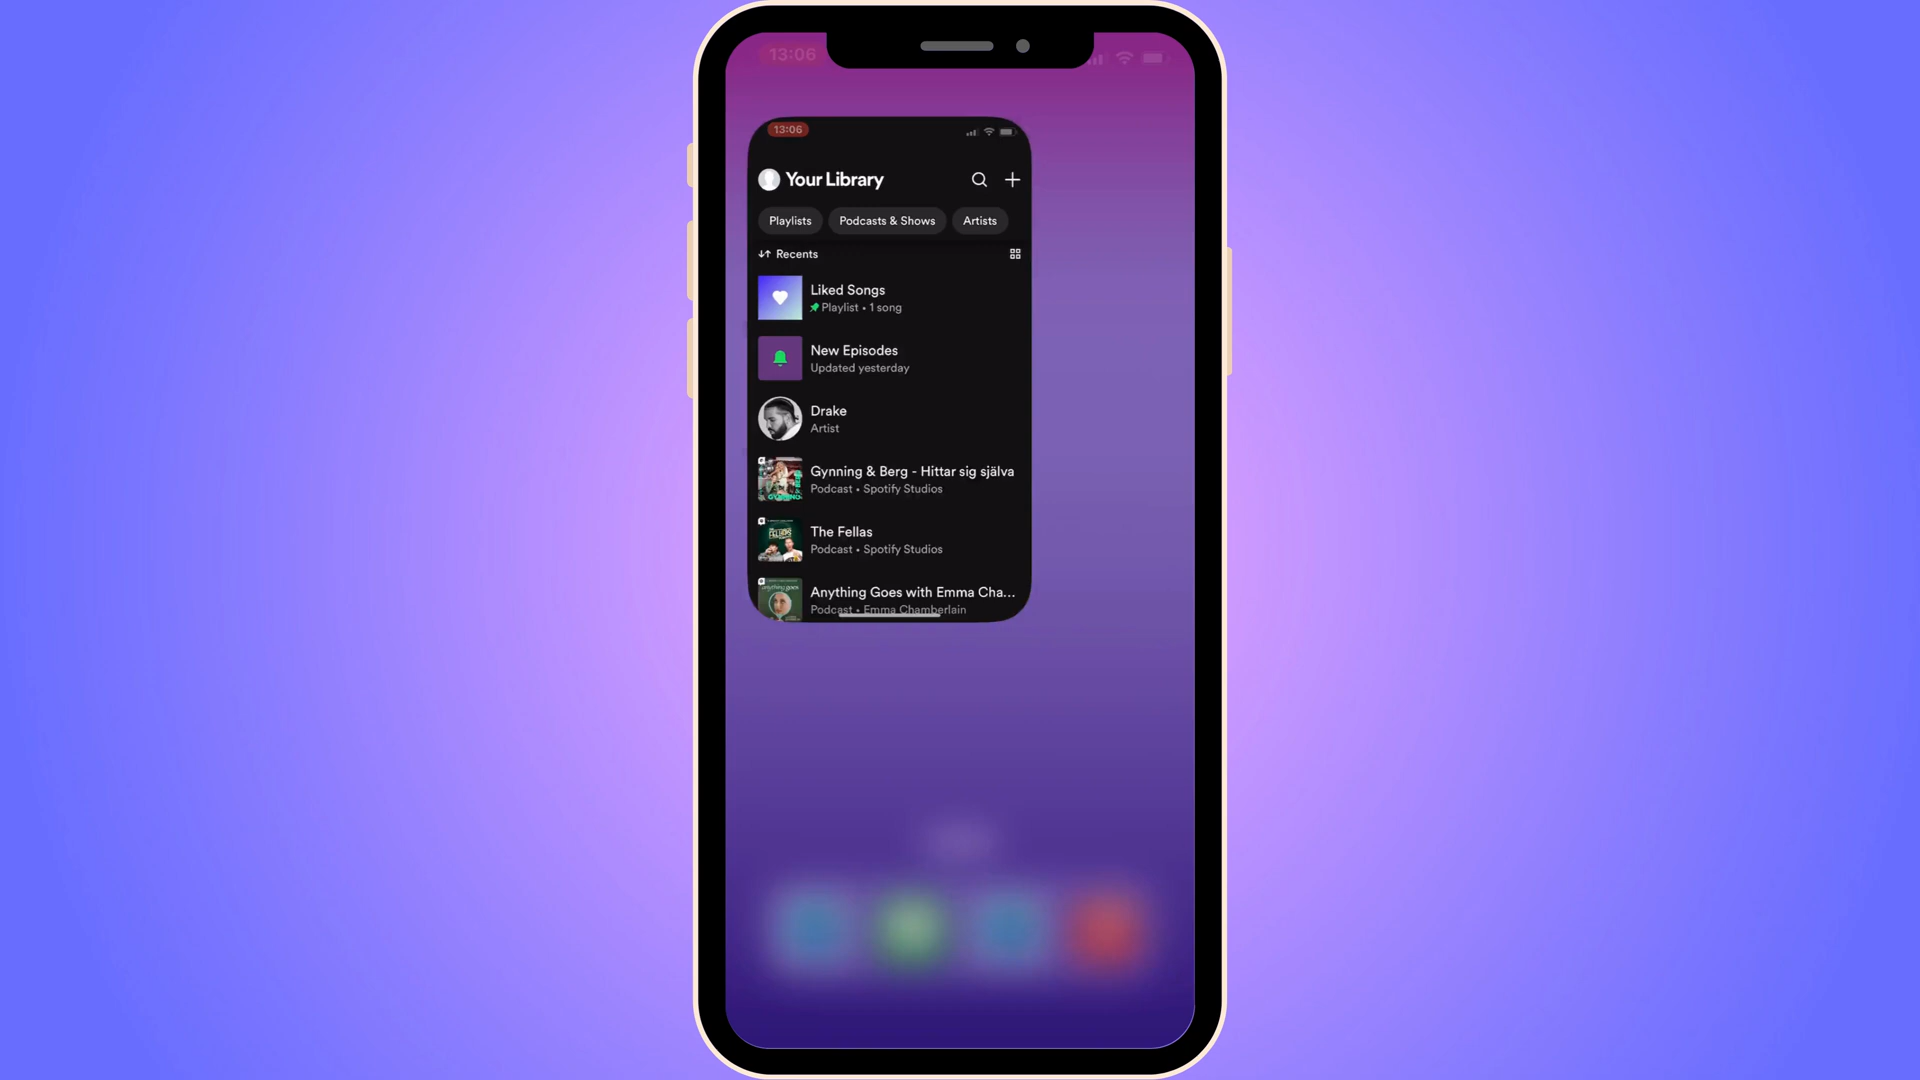 13:06
13:06
Your Library
Playlists
Podcasts & Shows
Artists
Recents
Liked Songs
Playlist • 1 song
New Episodes
Updated yesterday
Drake
Artist
Gynning & Berg - Hittar sig själva
Podcast • Spotify Studios
The Fellas
Podcast • Spotify Studios
Anything Goes with Emma Cha...
Podcast • Emma Chamberlain